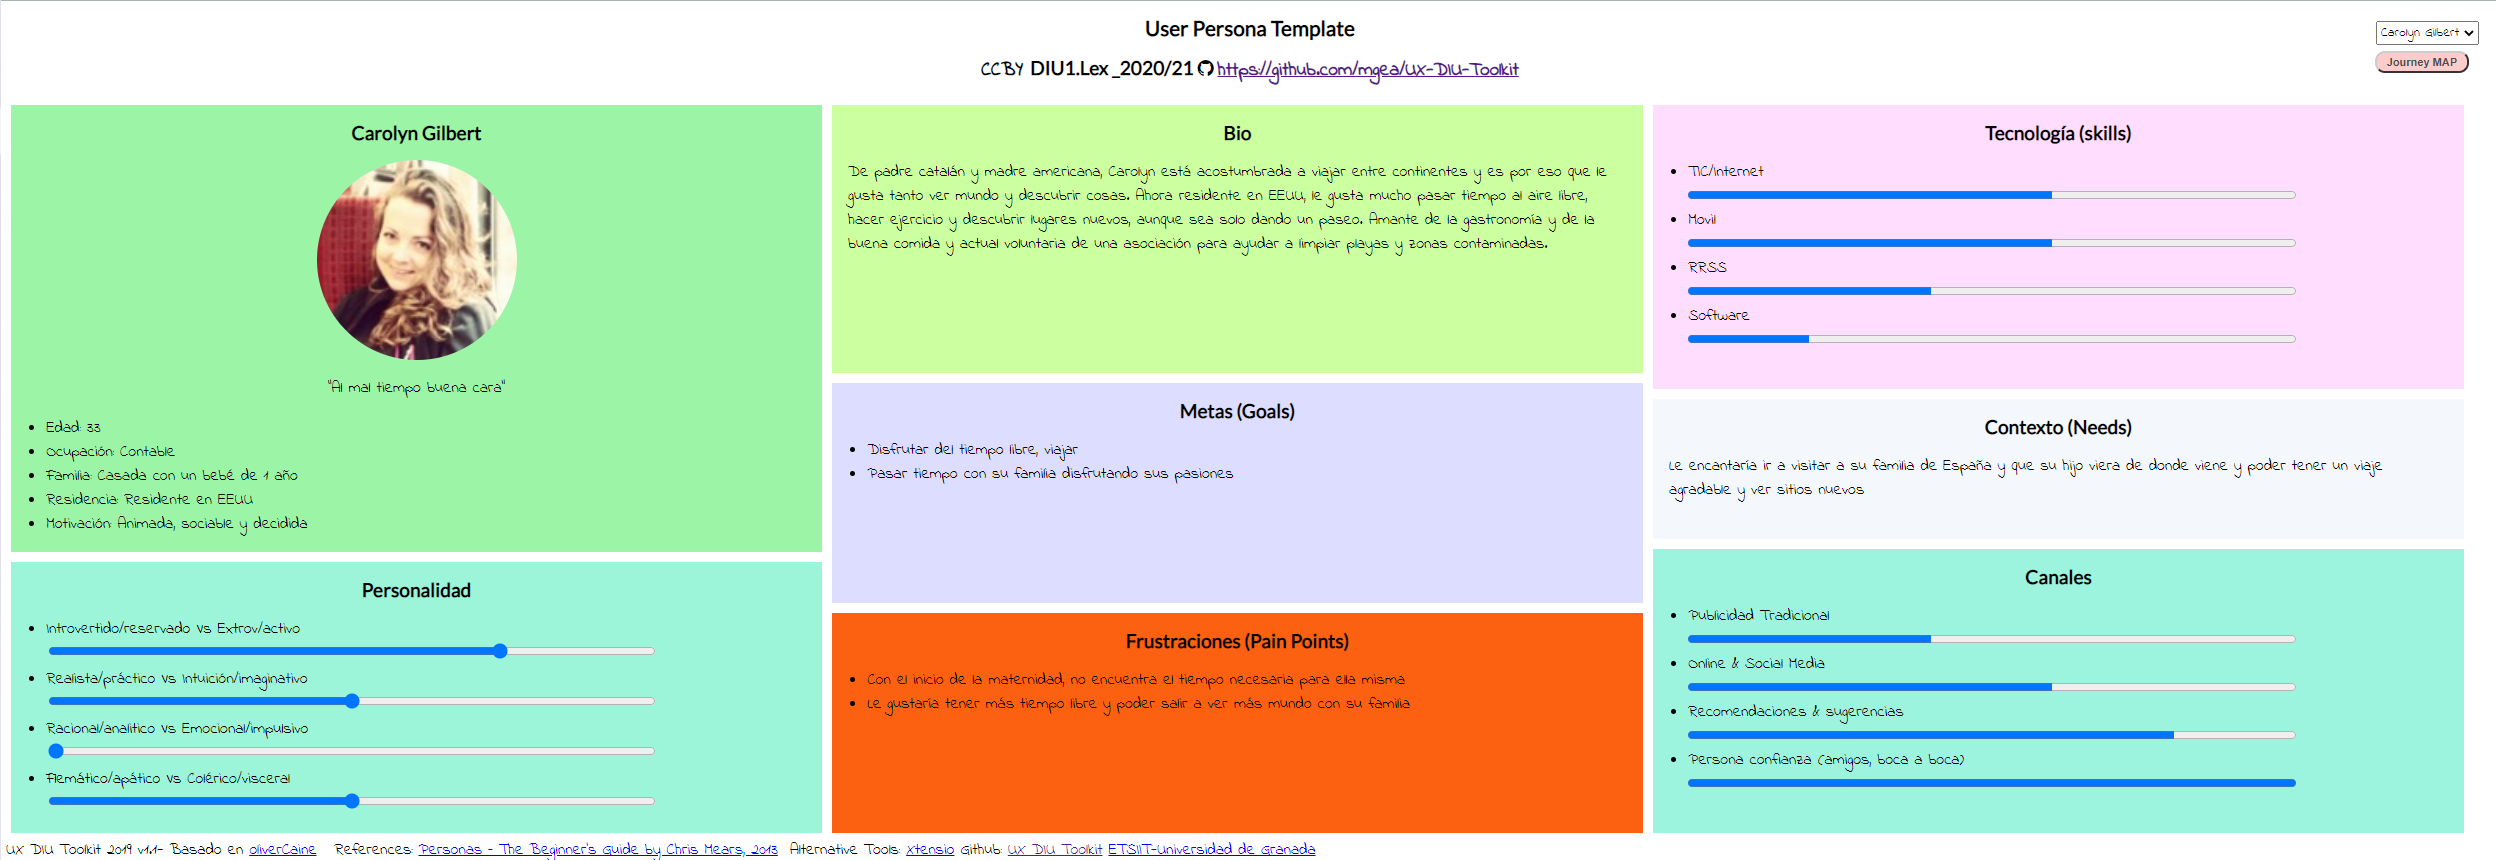 User Persona Template
CCBY DIU1.Lex _2020/21 https://github.com/mgea/UX-DIU-Toolkit
Carolyn Gilbert
Journey MAP
Carolyn Gilbert
"Al mal tiempo buena cara"
Edad: 33
Ocupación: Contable
Familia: Casada con un bebé de 1 año
Residencia: Residente en EEUU
Motivación: Animada, sociable y decidida
Personalidad
Introvertido/reservado vs Extrov/activo
Realista/práctico vs Intuición/imaginativo
Racional/analitico vs Emocional/impulsivo
Flemático/apático vs Colérico/visceral
Bio
De padre catalán y madre americana, Carolyn está acostumbrada a viajar entre continentes y es por eso que le
gusta tanto ver mundo y descubrir cosas. Ahora residente en EEUU, le gusta mucho pasar tiempo al aire libre,
hacer ejercicio y descubrir lugares nuevos, aunque sea solo dando un paseo. Amante de la gastronomía y de la
buena comida y actual voluntaria de una asociación para ayudar a limpiar playas y zonas contaminadas.
Metas (Goals)
Disfrutar del tiempo libre, viajar
Pasar tiempo con su familia disfrutando sus pasiones
Frustraciones (Pain Points)
Con el inicio de la maternidad, no encuentra el tiempo necesaria para ella misma
Le gustaría tener más tiempo libre y poder salir a ver más mundo con su familia
Tecnología (skills)
TIC/Internet
Movil
RRSS
Software
Contexto (Needs)
Le encantaría ir a visitar a su familia de España y que su hijo viera de donde viene y poder tener un viaje
agradable y ver sitios nuevos
Canales
Publicidad Tradicional
Online & Social Media
Recomendaciones & sugerencias
Persona confianza (amigos, boca a boca)
UX DIU Toolkit 2019 v1.1- Basado en oliverCaine References: Personas - The Beginner's Guide by Chris Mears, 2013 Alternative Tools: Xtensio Github: UX DIU Toolkit ETSIIT-Universidad de Granada